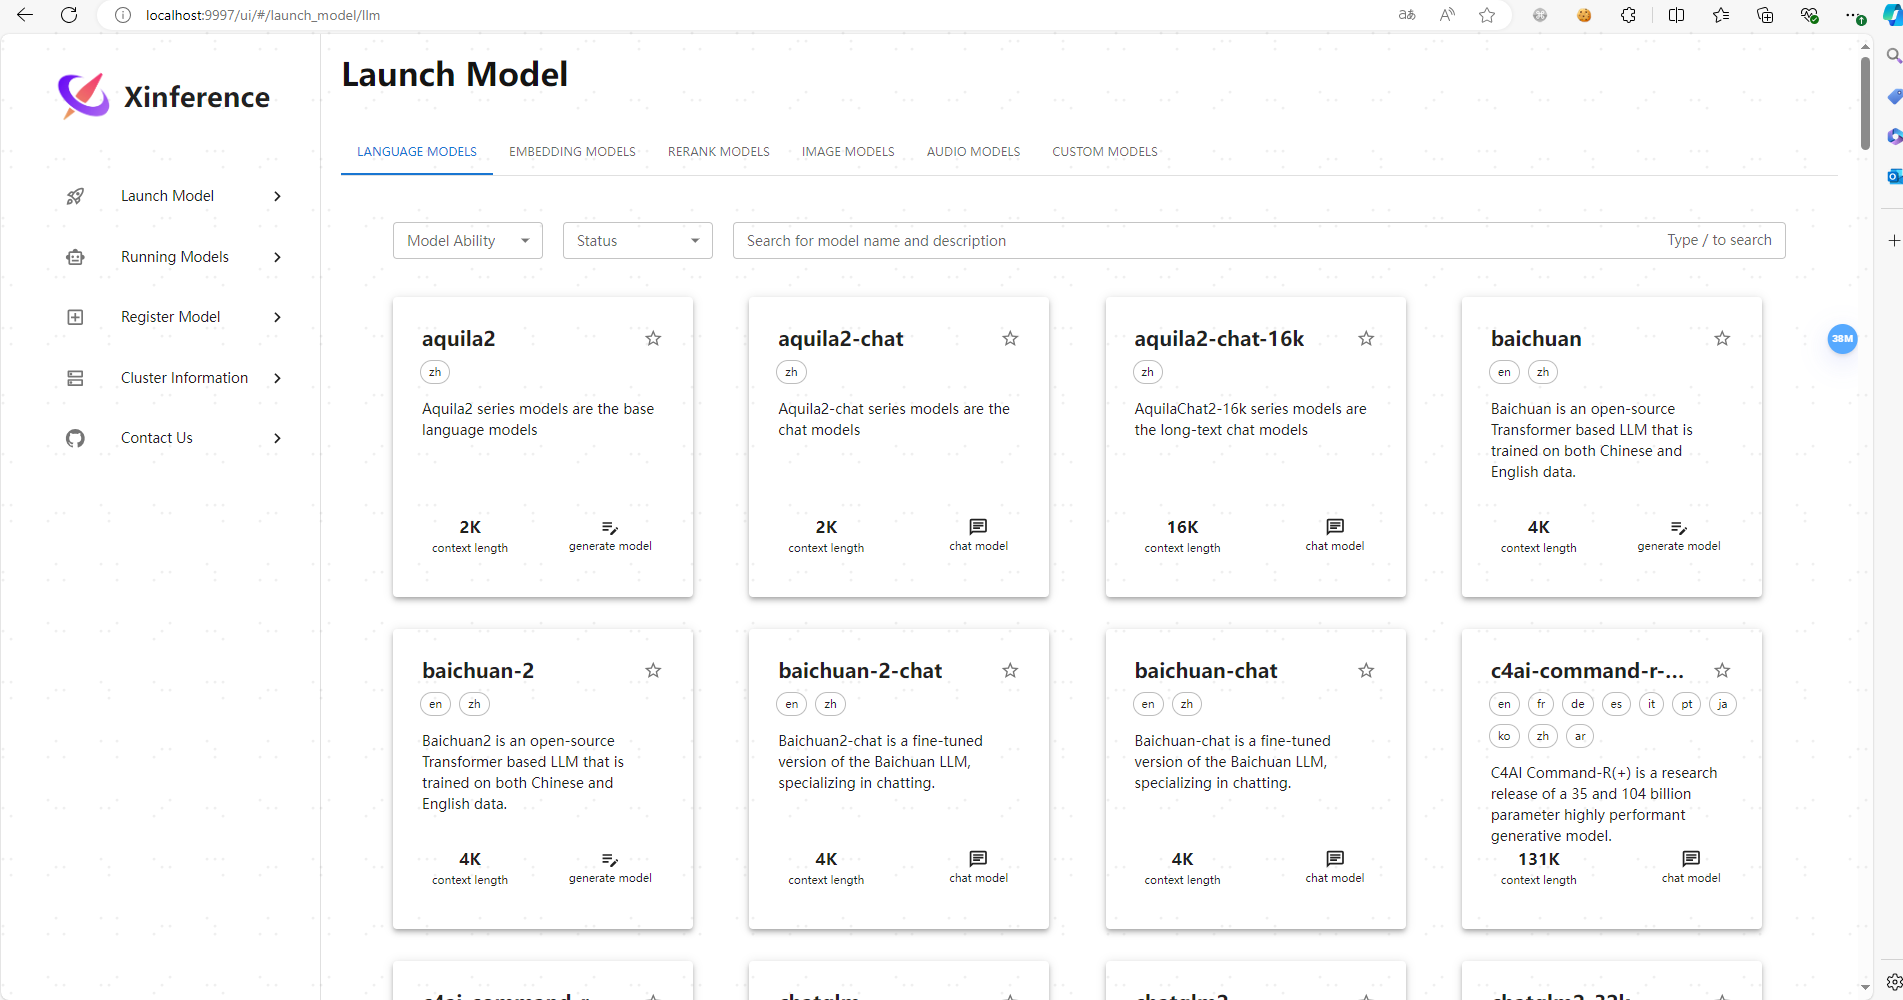 localhost:9997/ui/#/launch_model/llm
Xinference
Launch Model
Running Models
Register Model
Cluster Information
Contact Us
Launch Model
LANGUAGE MODELS
EMBEDDING MODELS
RERANK MODELS
IMAGE MODELS
AUDIO MODELS
CUSTOM MODELS
Model Ability
Status
Search for model name and description
Type / to search
aquila2
zh
Aquila2 series models are the base
language models
2K
context length
generate model
aquila2-chat
zh
Aquila2-chat series models are the
chat models
2K
context length
chat model
aquila2-chat-16k
zh
AquilaChat2-16k series models are
the long-text chat models
16K
context length
chat model
baichuan
en zh
Baichuan is an open-source
Transformer based LLM that is
trained on both Chinese and
English data.
4K
context length
generate model
38M
baichuan-2
en zh
Baichuan2 is an open-source
Transformer based LLM that is
trained on both Chinese and
English data.
4K
context length
generate model
baichuan-2-chat
en zh
Baichuan2-chat is a fine-tuned
version of the Baichuan LLM,
specializing in chatting.
4K
context length
chat model
baichuan-chat
en zh
Baichuan-chat is a fine-tuned
version of the Baichuan LLM,
specializing in chatting.
4K
context length
chat model
c4ai-command-r-...
en fr de es it pt ja
ko zh ar
C4AI Command-R(+) is a research
release of a 35 and 104 billion
parameter highly performant
generative model.
131K
context length
chat model